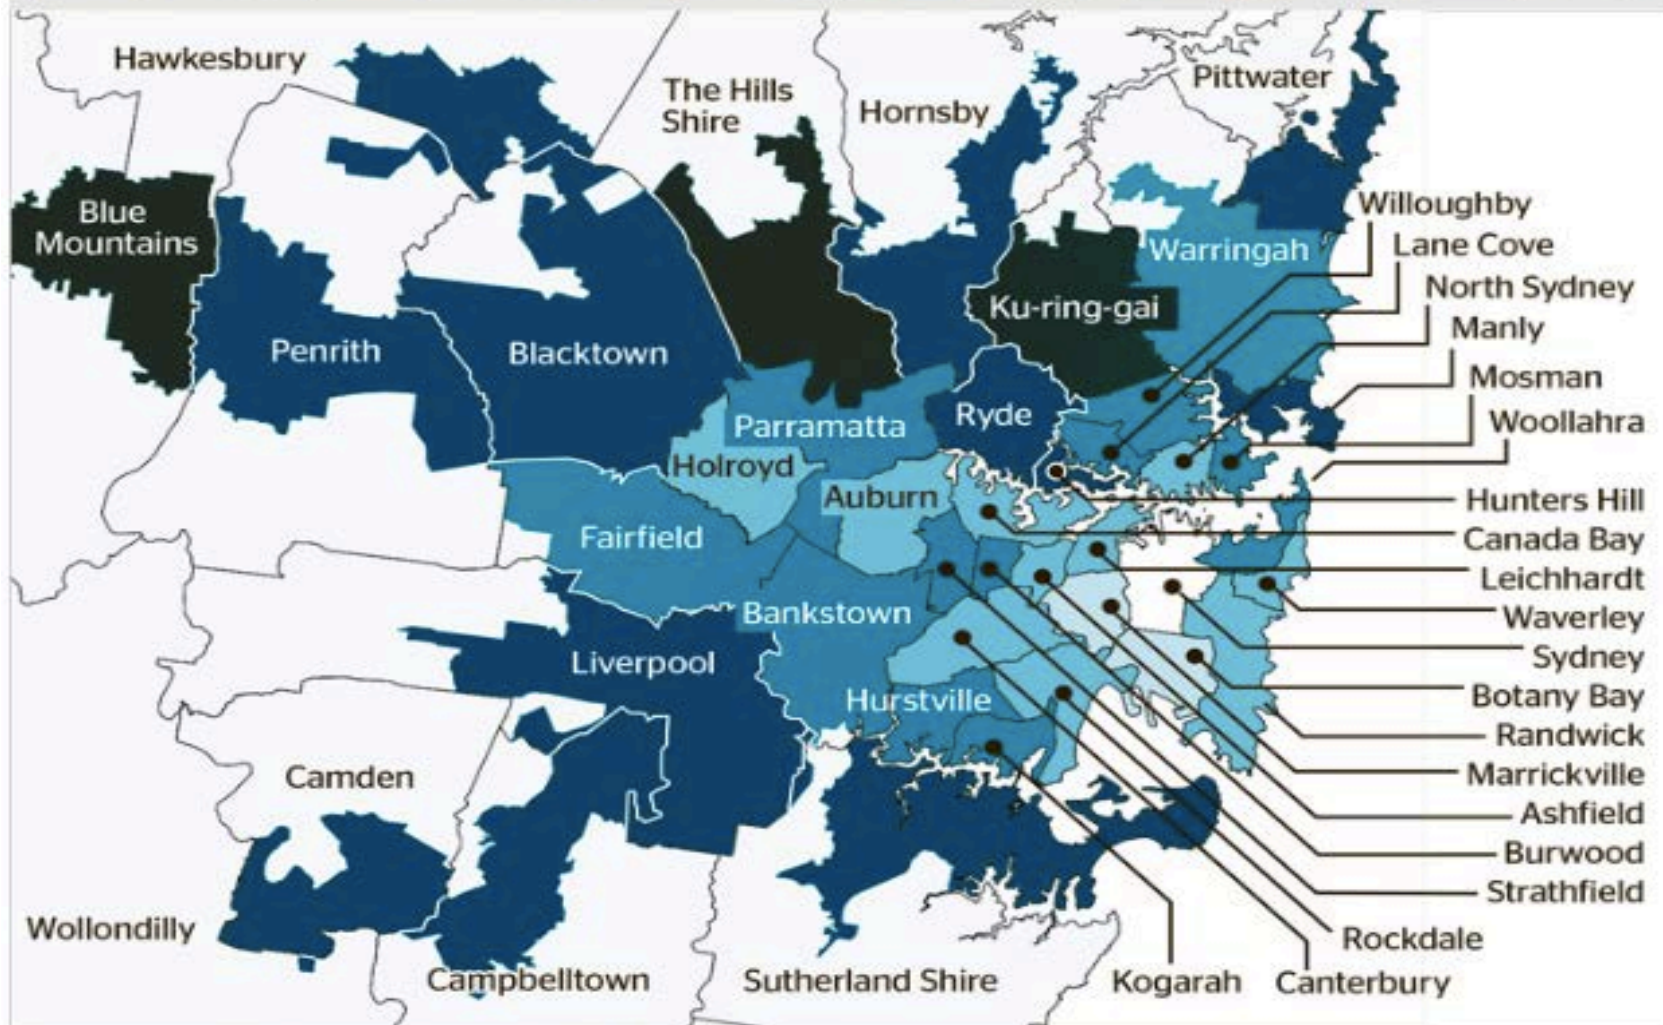 Hawkesbury
The Hills
Shire
Hornsby
Pittwater
Blue
Mountains
Willoughby
Lane Cove
Warringah
North Sydney
Ku-ring-gai
Manly
Penrith
Blacktown
Mosman
Ryde
Woollahra
Parramatta
Holroyd
Auburn
Hunters Hill
Fairfield
Canada Bay
Leichhardt
Bankstown
Waverley
Liverpool
Sydney
Hurstville
Botany Bay
Randwick
Camden
Marrickville
Ashfield
Burwood
Strathfield
Wollondilly
Rockdale
Campbelltown
Sutherland Shire
Kogarah
Canterbury